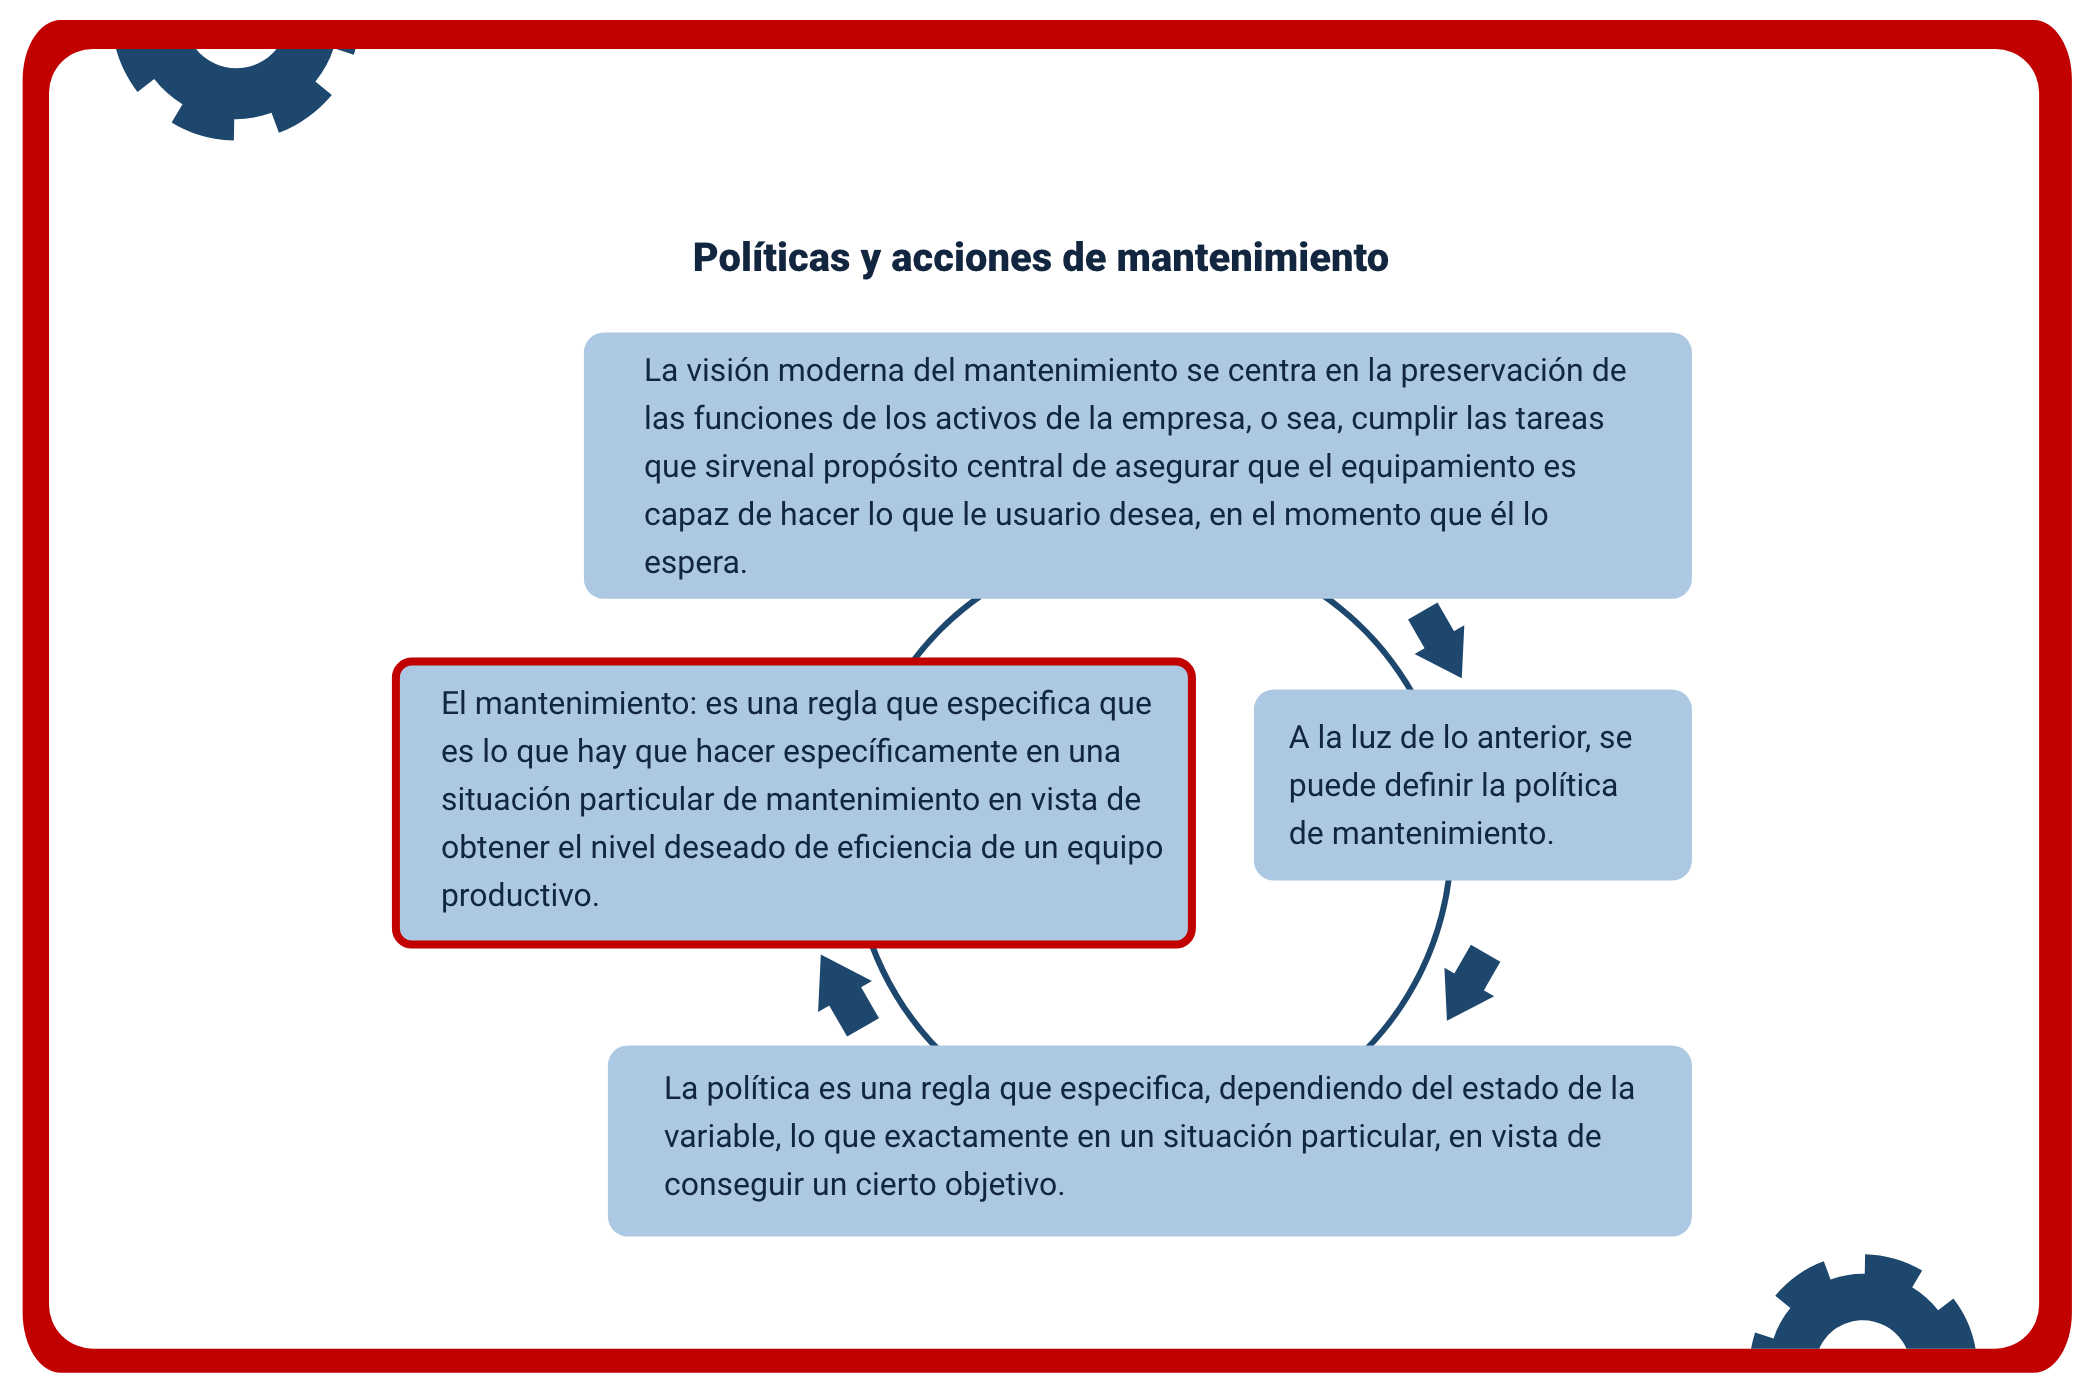 Políticas y acciones de mantenimiento
La visión moderna del mantenimiento se centra en la preservación de
las funciones de los activos de la empresa, o sea, cumplir las tareas
que sirvenal propósito central de asegurar que el equipamiento es
capaz de hacer lo que le usuario desea, en el momento que él lo
espera.
A la luz de lo anterior, se
puede definir la política
de mantenimiento.
La política es una regla que especifica, dependiendo del estado de la
variable, lo que exactamente en un situación particular, en vista de
conseguir un cierto objetivo.
El mantenimiento: es una regla que especifica que
es lo que hay que hacer específicamente en una
situación particular de mantenimiento en vista de
obtener el nivel deseado de eficiencia de un equipo
productivo.